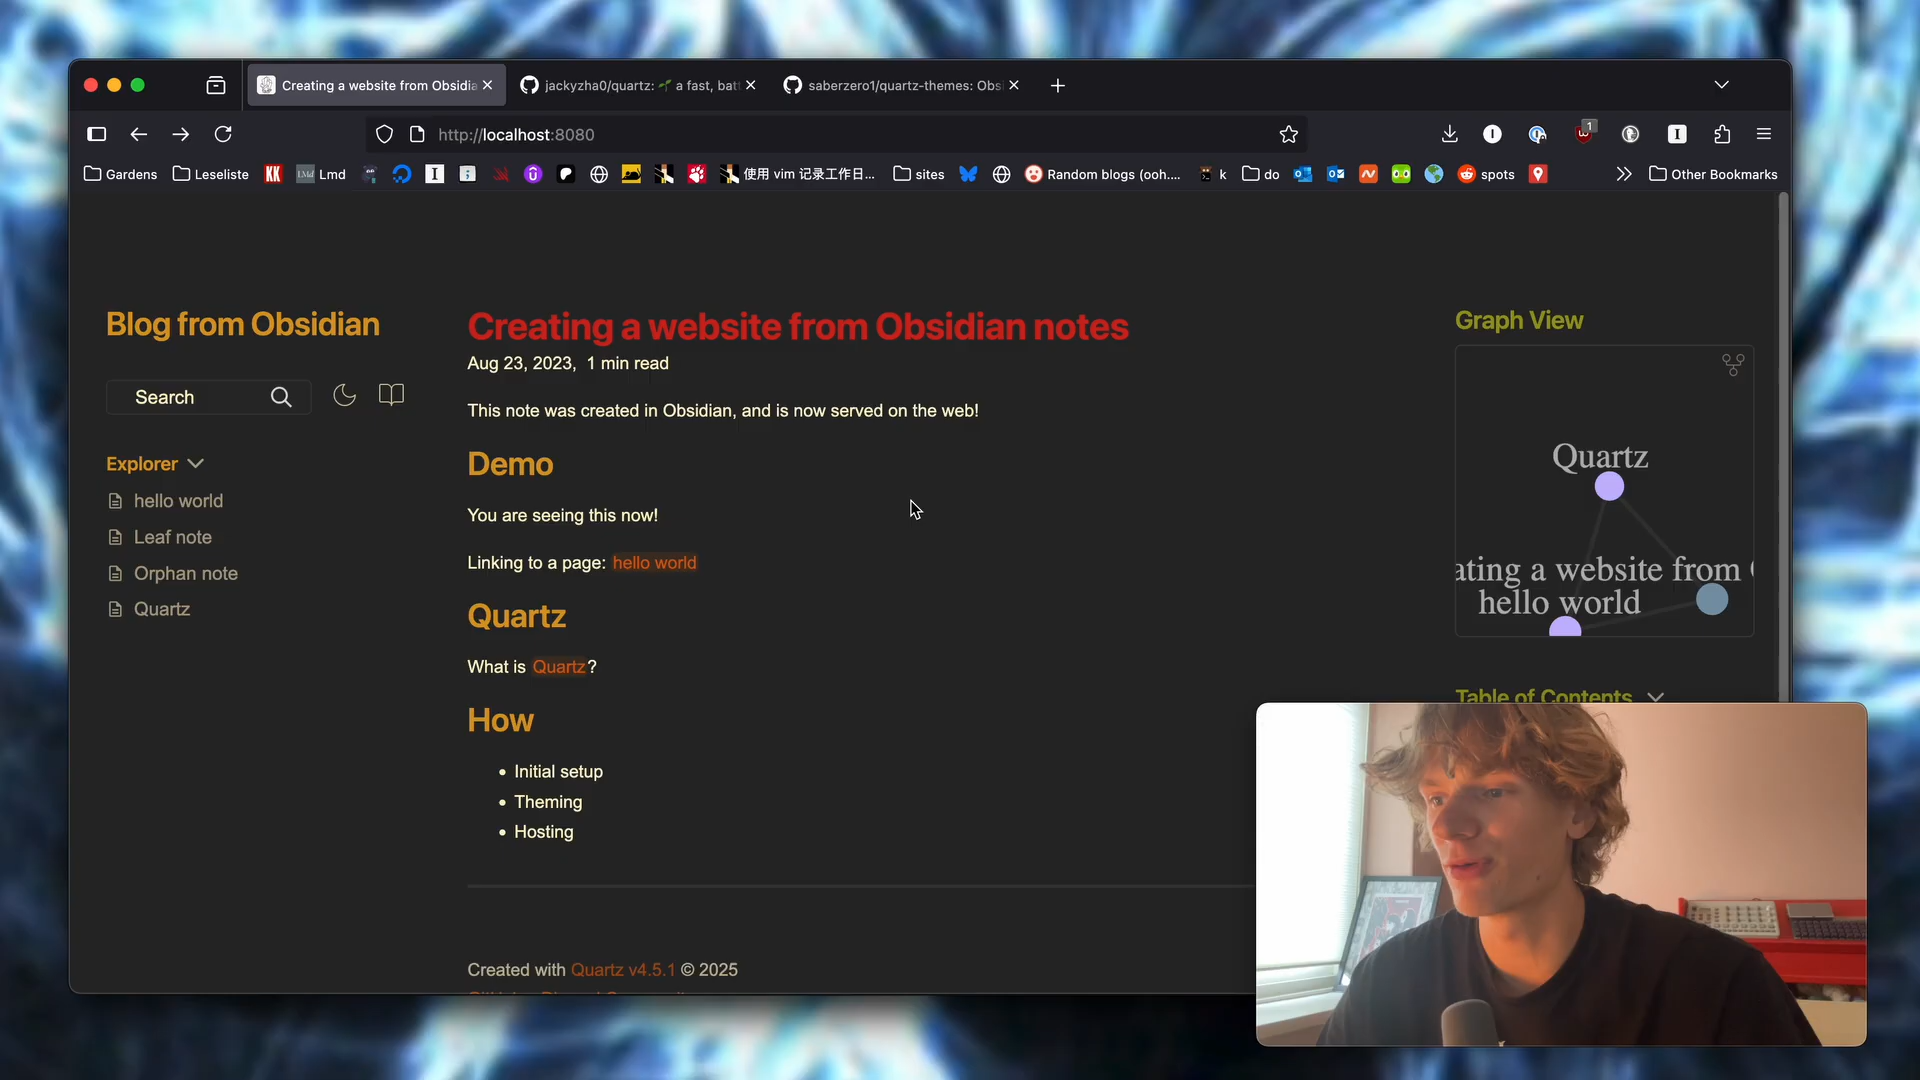 Creating a website from Obsidia
jackyzha0/quartz: 🌱 a fast, batt
saberzero1/quartz-themes: Obs
http://localhost:8080
1
Gardens
Leseliste
KK
LMd
Lmd
使用 vim 记录工作日...
sites
Random blogs (ooh....
k
do
spots
Other Bookmarks
Blog from Obsidian
Search
Explorer
hello world
Leaf note
Orphan note
Quartz
Creating a website from Obsidian notes
Aug 23, 2023, 1 min read
This note was created in Obsidian, and is now served on the web!
Demo
You are seeing this now!
Linking to a page: hello world
Quartz
What is Quartz?
How
• Initial setup
• Theming
• Hosting
Created with Quartz v4.5.1 © 2025
Graph View
Quartz
ating a website from
hello world
Table of Contents